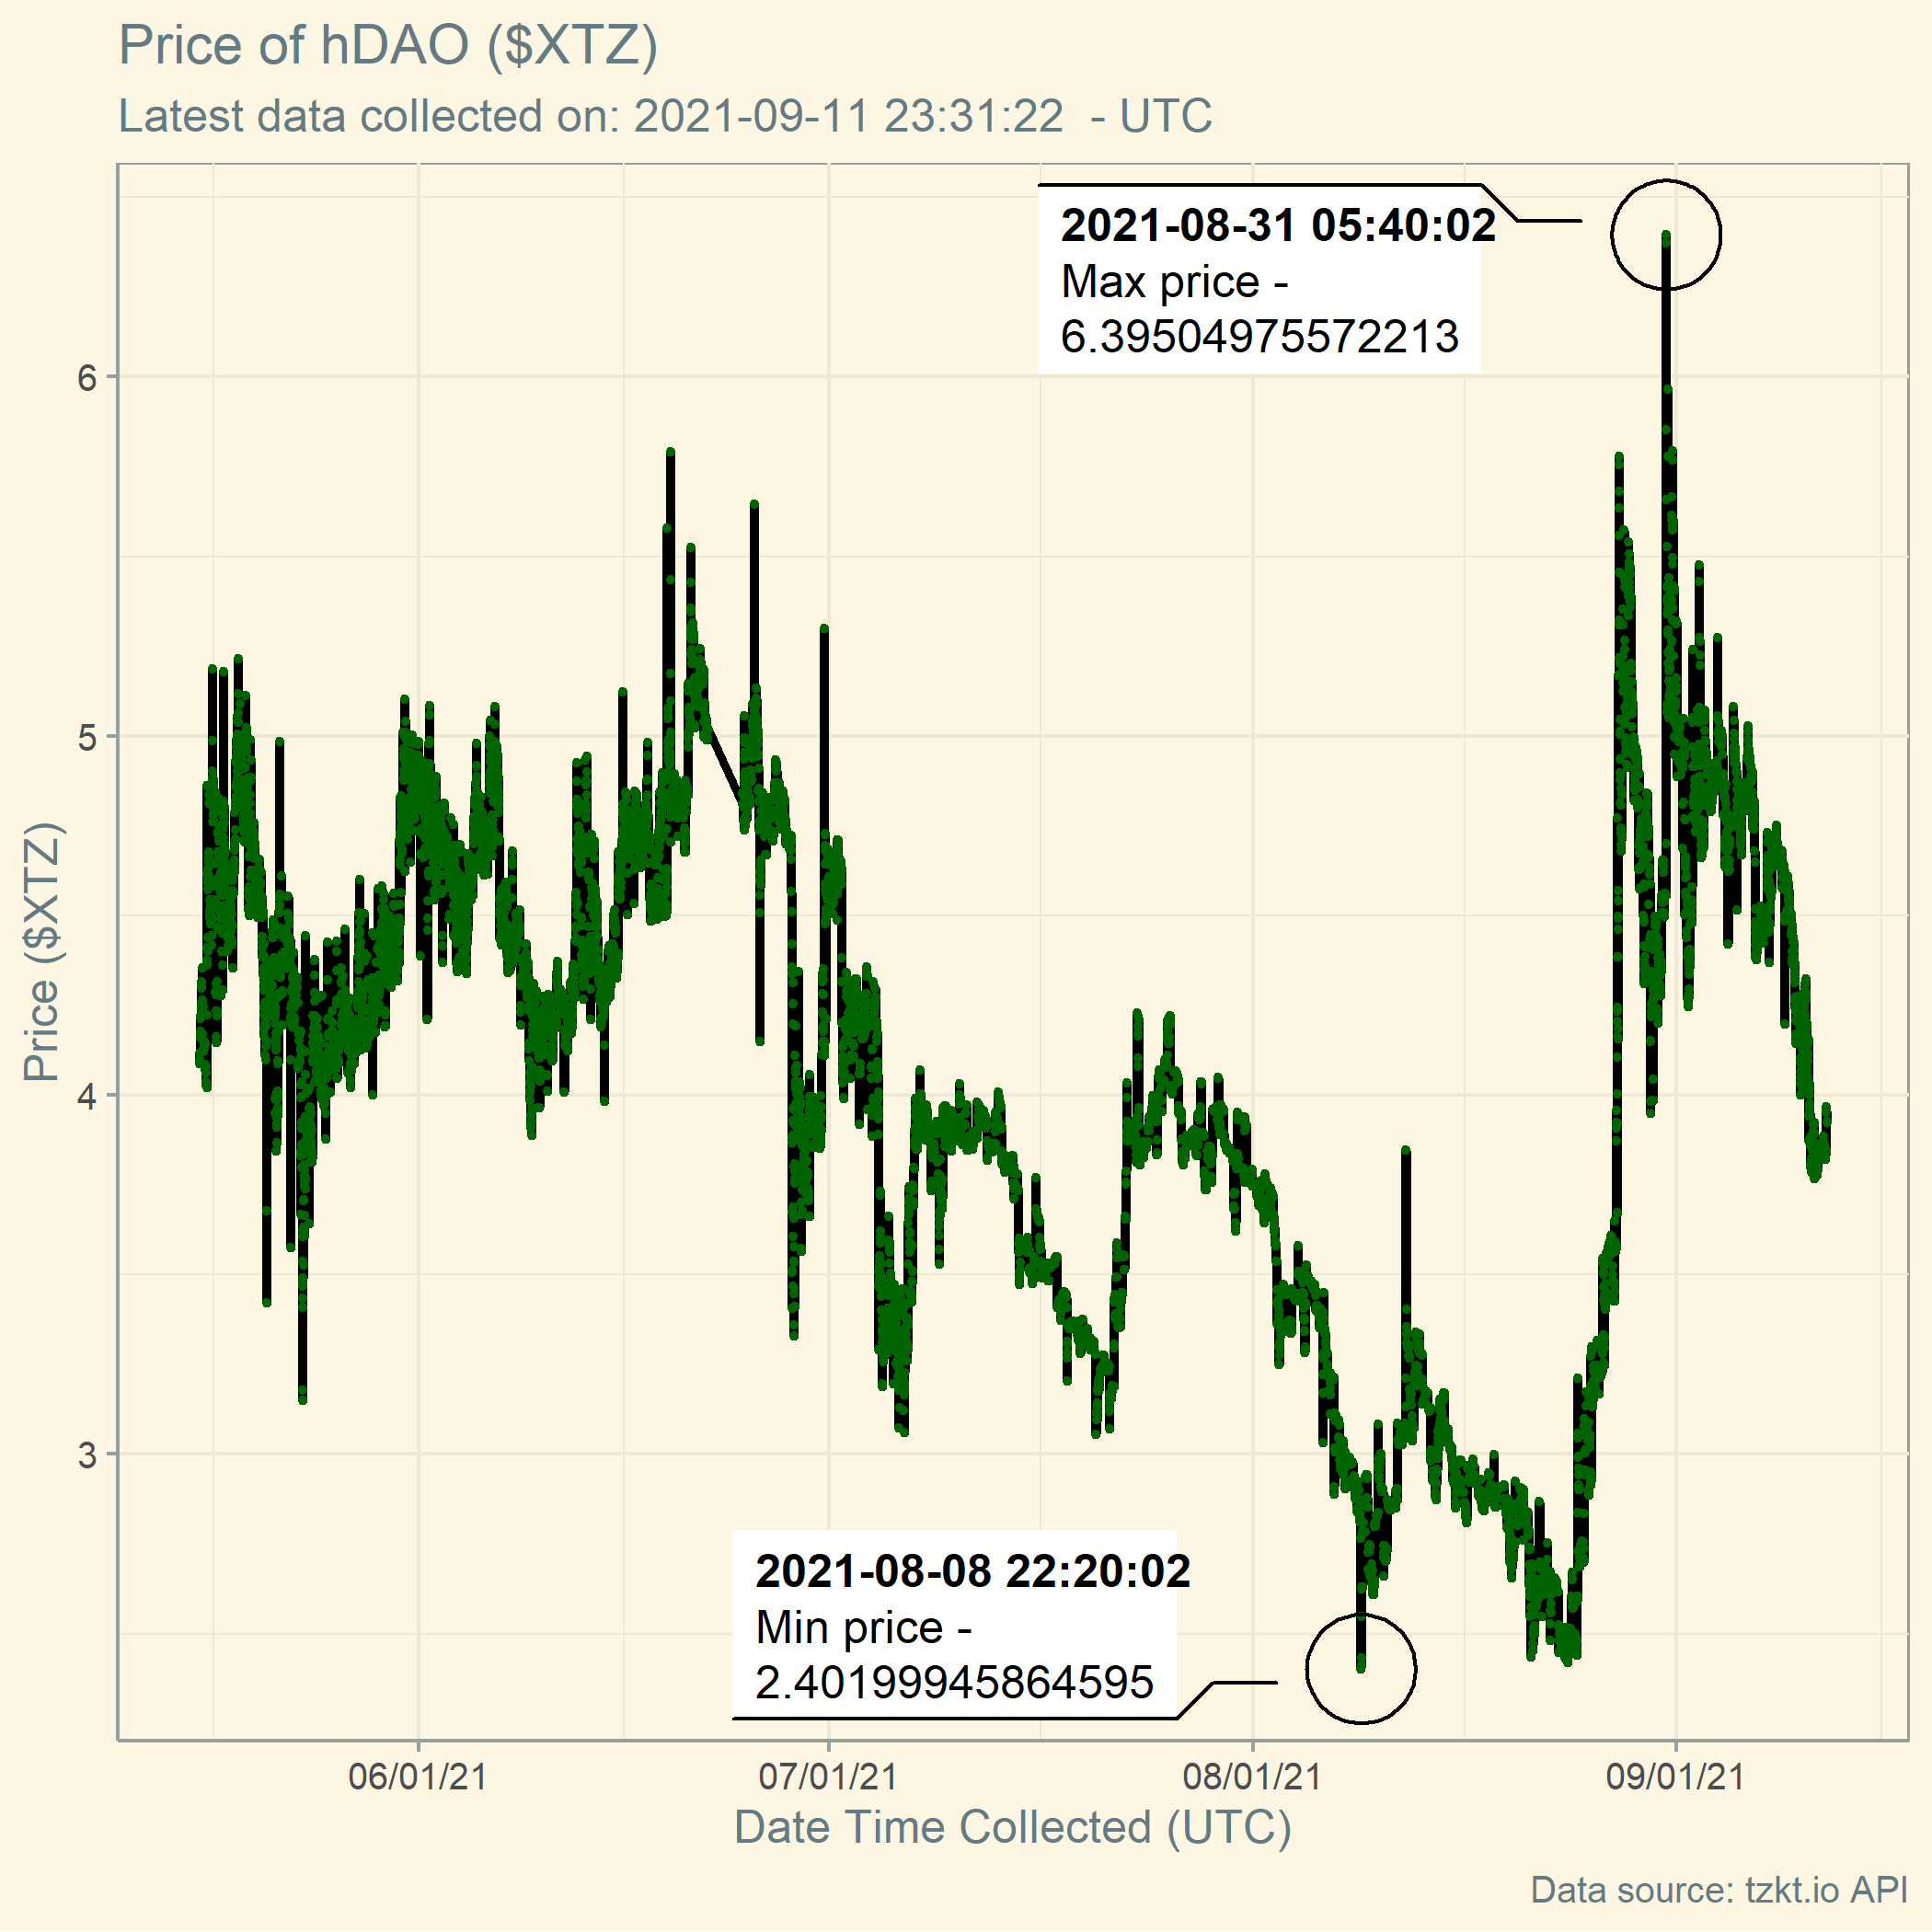 Price of hDAO ($XTZ)
Latest data collected on: 2021-09-11 23:31:22  - UTC
2021-08-31 05:40:02
Max price -
6.39504975572213
6
5
4
3
Price ($XTZ)
2021-08-08 22:20:02
Min price -
2.40199945864595
06/01/21 07/01/21 08/01/21 09/01/21
Date Time Collected (UTC)
Data source: tzkt.io API